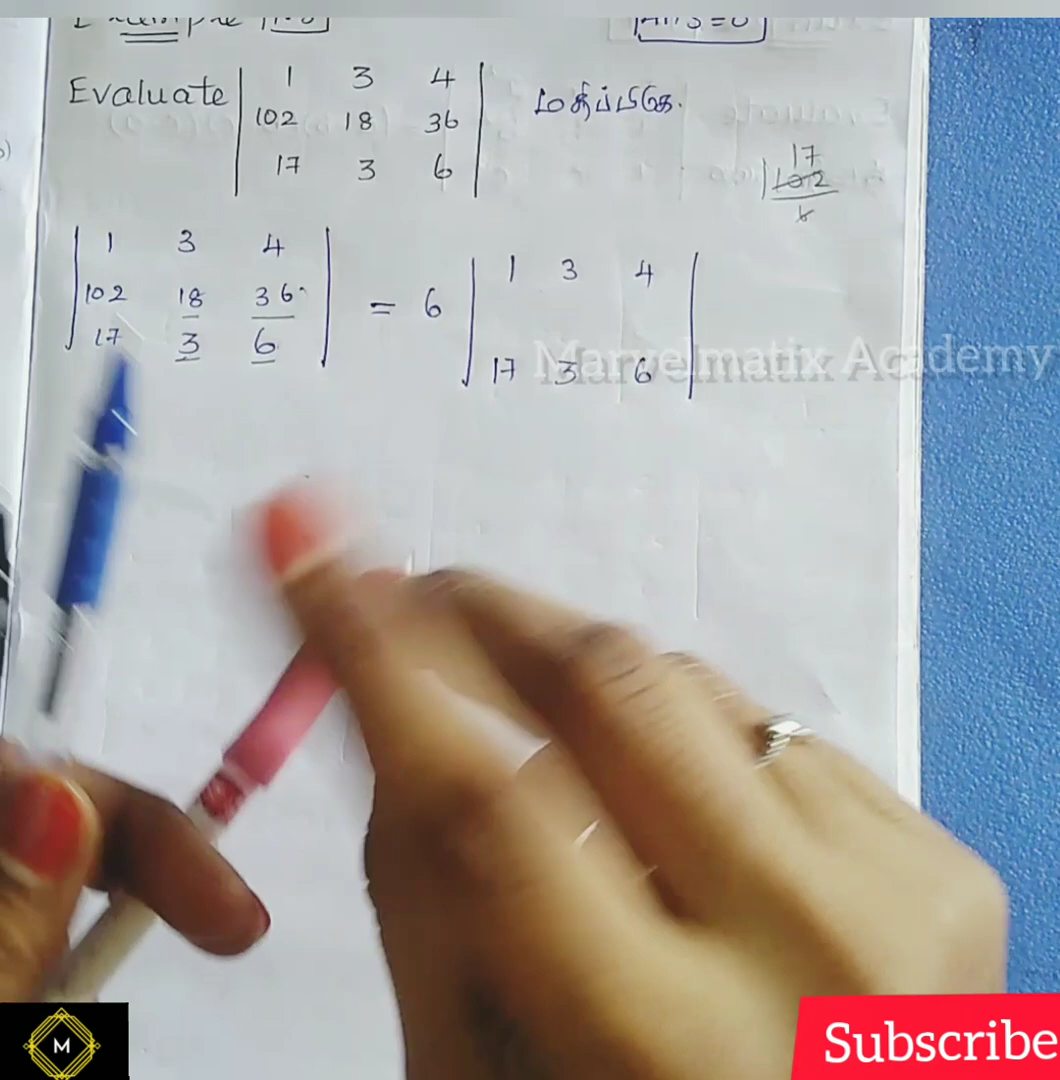 Evaluate | 1 3 4 | மதிப்பிடுக.
| 102 18 36 |
| 17 3 6 |
17
102
6
| 1 3 4 | = 6 | 1 3 4 |
| 102 18 36 |
| 17 3 6 | | 17 3 6 |
Marvelmatix Academy
M
Subscribe